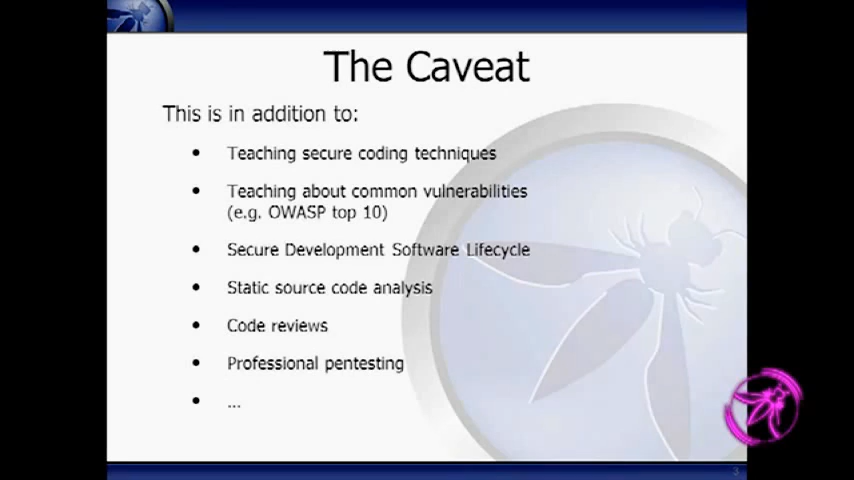 The Caveat
This is in addition to:
• Teaching secure coding techniques
• Teaching about common vulnerabilities
(e.g. OWASP top 10)
• Secure Development Software Lifecycle
• Static source code analysis
• Code reviews
• Professional pentesting
• ...
3